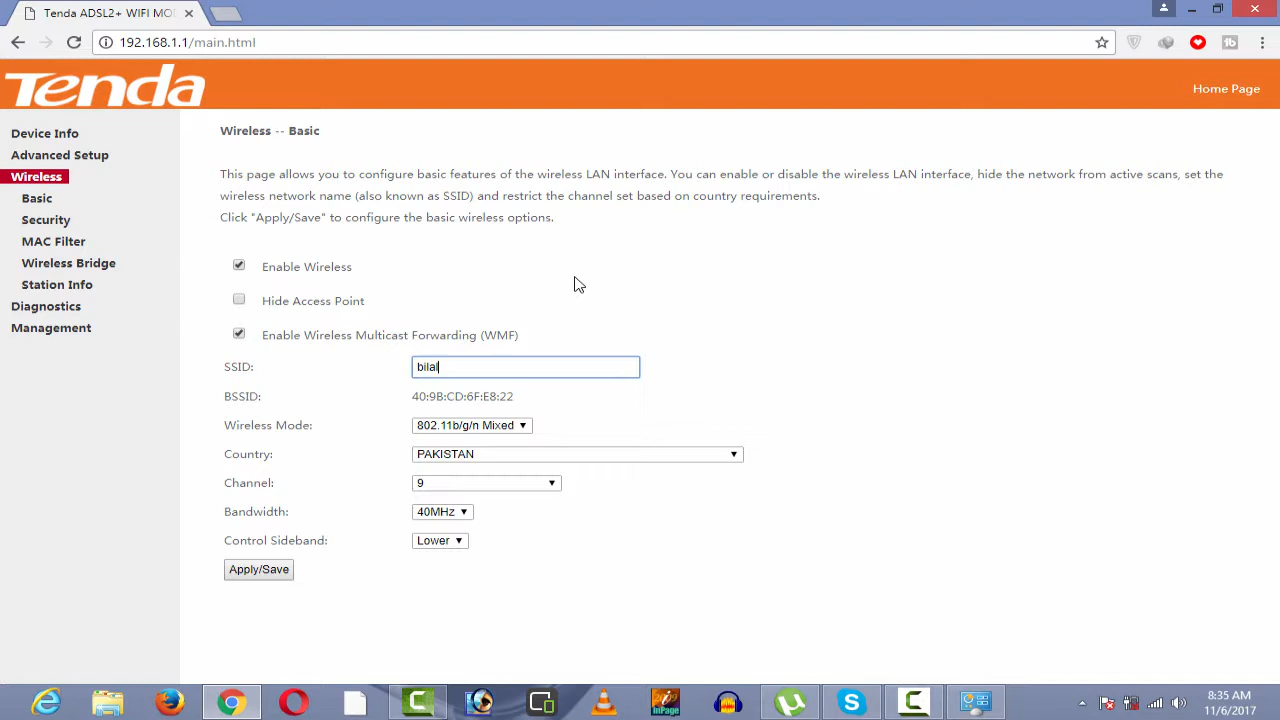 Tenda ADSL2+ WIFI MO
192.168.1.1/main.html
Tenda
Home Page
Device Info
Advanced Setup
Wireless
Basic
Security
MAC Filter
Wireless Bridge
Station Info
Diagnostics
Management
Wireless -- Basic
This page allows you to configure basic features of the wireless LAN interface. You can enable or disable the wireless LAN interface, hide the network from active scans, set the
wireless network name (also known as SSID) and restrict the channel set based on country requirements.
Click "Apply/Save" to configure the basic wireless options.
Enable Wireless
Hide Access Point
Enable Wireless Multicast Forwarding (WMF)
SSID: bilal
BSSID: 40:9B:CD:6F:E8:22
Wireless Mode: 802.11b/g/n Mixed
Country: PAKISTAN
Channel: 9
Bandwidth: 40MHz
Control Sideband: Lower
Apply/Save
InPage
8:35 AM
11/6/2017